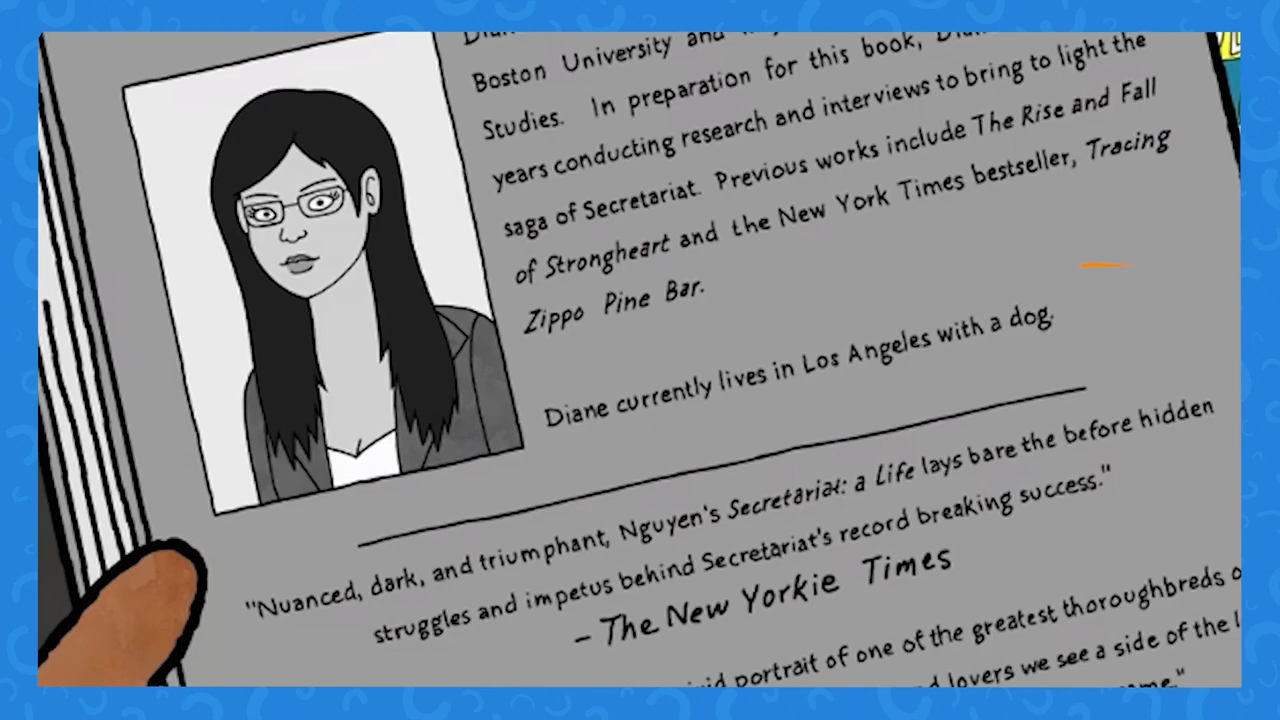 Boston University and
Studies. In preparation for this book,
years conducting research and interviews to bring to light the
saga of Secretariat. Previous works include The Rise and Fall
of Strongheart and the New York Times bestseller, Tracing
Zippo Pine Bar.
Diane currently lives in Los Angeles with a dog.
"Nuanced, dark, and triumphant, Nguyen's Secretariat: a Life lays bare the before hidden
struggles and impetus behind Secretariat's record breaking success."
- The New Yorkie Times
portrait of one of the greatest thoroughbreds
lovers we see a side of the